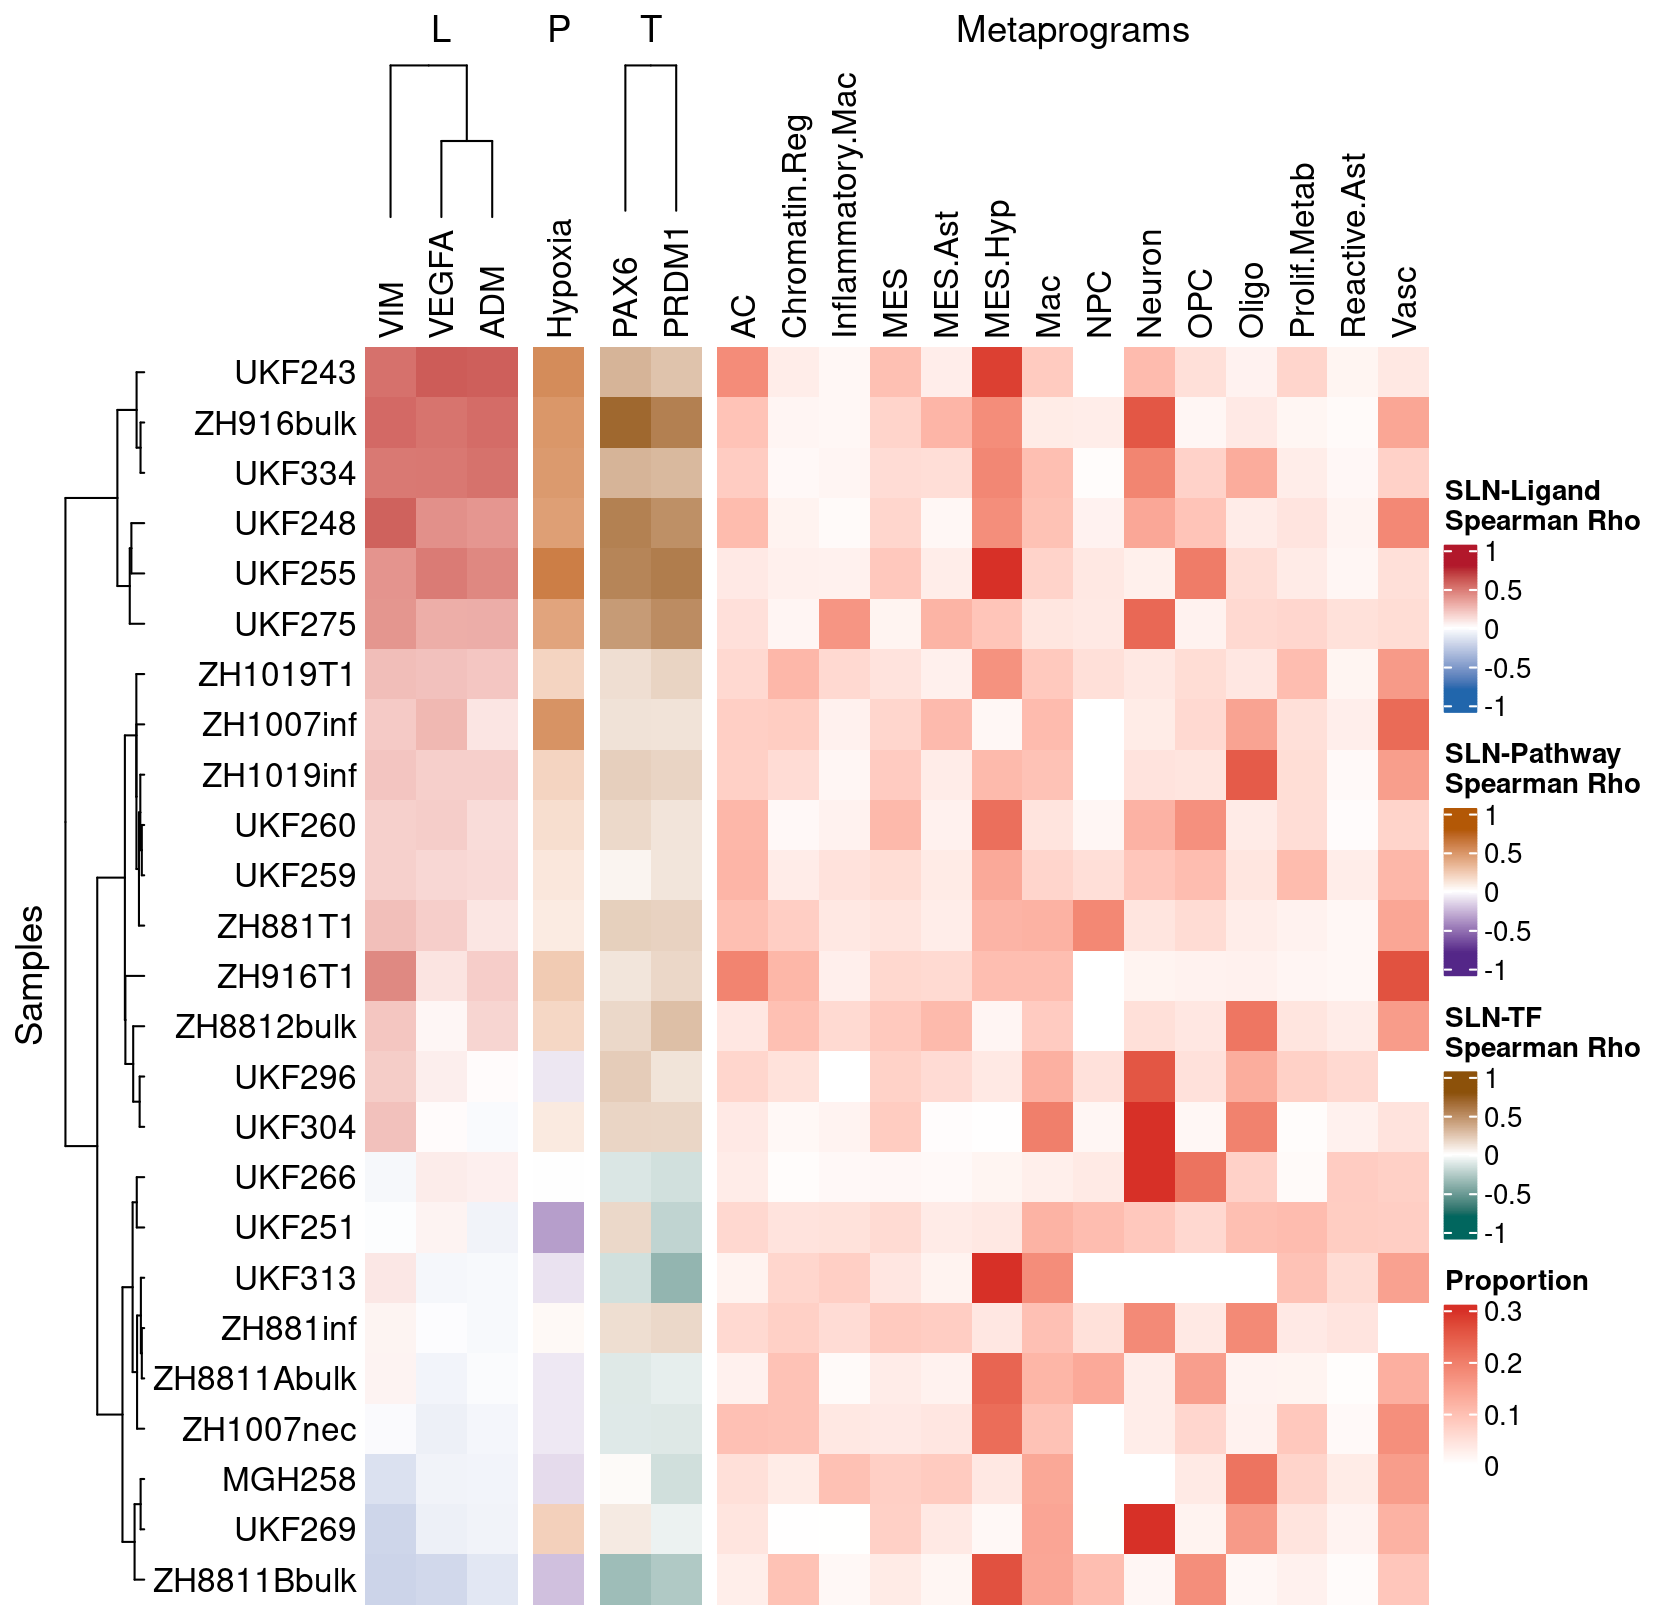 L P T Metaprograms
VIM VEGFA ADM Hypoxia PAX6 PRDM1 AC Chromatin.Reg Inflammatory.Mac MES MES.Ast MES.Hyp Mac NPC Neuron OPC Oligo Prolif.Metab Reactive.Ast Vasc
Samples
UKF243
ZH916bulk
UKF334
UKF248
UKF255
UKF275
ZH1019T1
ZH1007inf
ZH1019inf
UKF260
UKF259
ZH881T1
ZH916T1
ZH8812bulk
UKF296
UKF304
UKF266
UKF251
UKF313
ZH881inf
ZH8811Abulk
ZH1007nec
MGH258
UKF269
ZH8811Bbulk
SLN-Ligand
Spearman Rho
1
0.5
0
-0.5
-1
SLN-Pathway
Spearman Rho
1
0.5
0
-0.5
-1
SLN-TF
Spearman Rho
1
0.5
0
-0.5
-1
Proportion
0.3
0.2
0.1
0